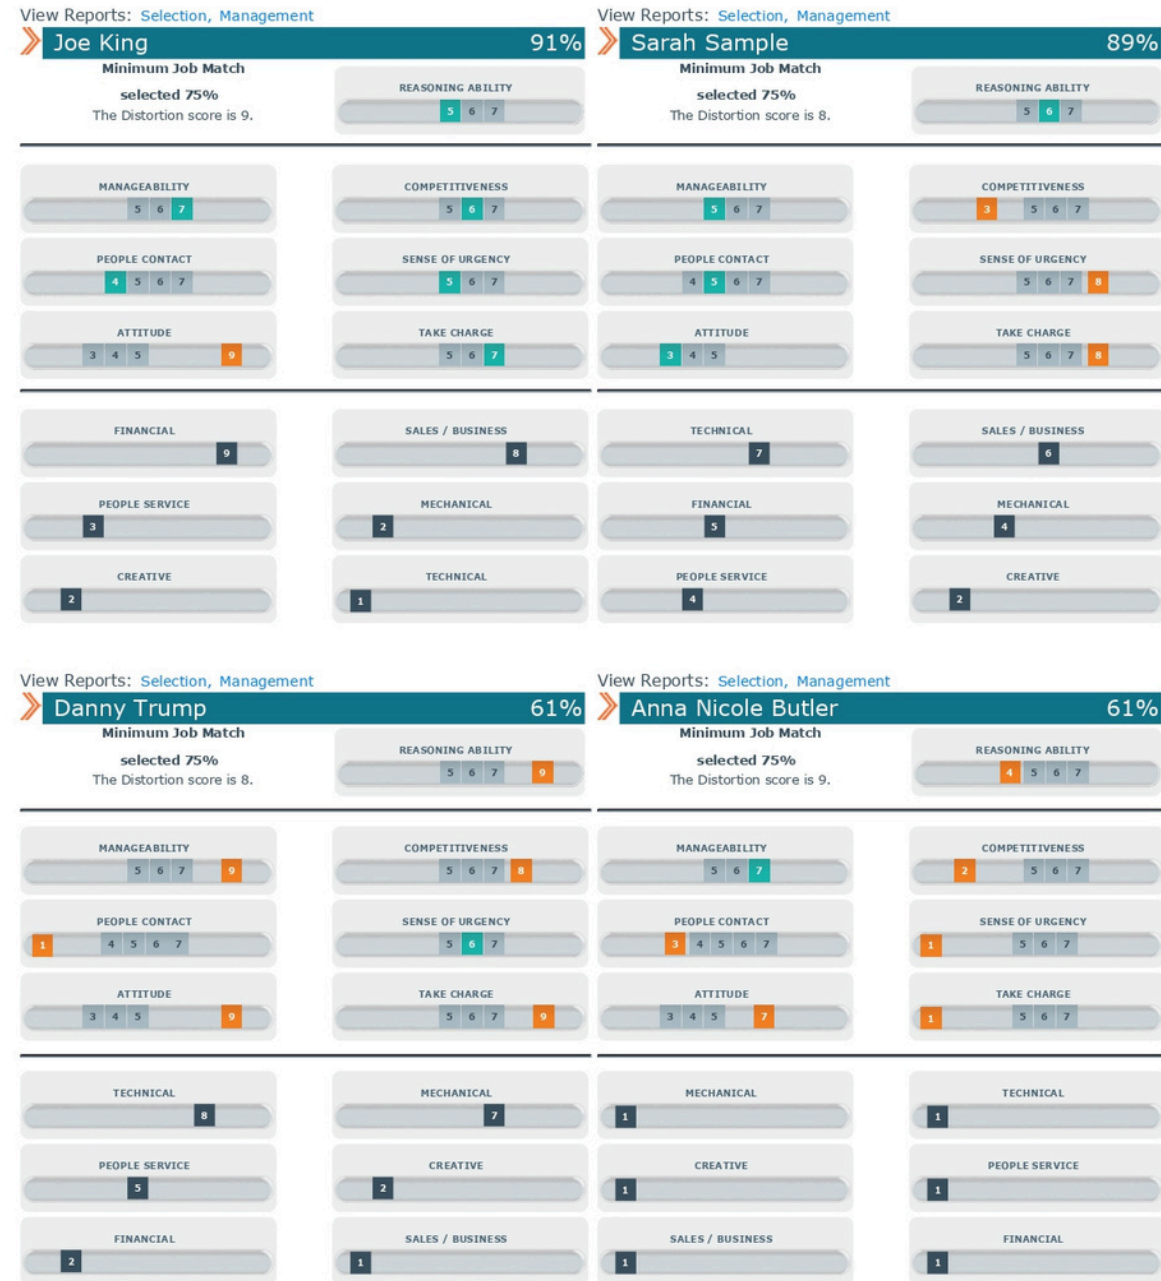 View Reports: Selection, Management
Joe King 91%
Minimum Job Match
selected 75%
The Distortion score is 9.
REASONING ABILITY
5 6 7
MANAGEABILITY
5 6 7
COMPETITIVENESS
5 6 7
PEOPLE CONTACT
4 5 6 7
SENSE OF URGENCY
5 6 7
ATTITUDE
3 4 5 9
TAKE CHARGE
5 6 7
FINANCIAL
9
SALES / BUSINESS
8
PEOPLE SERVICE
3
MECHANICAL
2
CREATIVE
2
TECHNICAL
1
View Reports: Selection, Management
Sarah Sample 89%
Minimum Job Match
selected 75%
The Distortion score is 8.
REASONING ABILITY
5 6 7
MANAGEABILITY
5 6 7
COMPETITIVENESS
3 5 6 7
PEOPLE CONTACT
4 5 6 7
SENSE OF URGENCY
5 6 7 8
ATTITUDE
3 4 5
TAKE CHARGE
5 6 7 8
TECHNICAL
7
SALES / BUSINESS
6
FINANCIAL
5
MECHANICAL
4
PEOPLE SERVICE
4
CREATIVE
2
View Reports: Selection, Management
Danny Trump 61%
Minimum Job Match
selected 75%
The Distortion score is 8.
REASONING ABILITY
5 6 7 9
MANAGEABILITY
5 6 7 9
COMPETITIVENESS
5 6 7 8
PEOPLE CONTACT
1 4 5 6 7
SENSE OF URGENCY
5 6 7
ATTITUDE
3 4 5 9
TAKE CHARGE
5 6 7 9
TECHNICAL
8
MECHANICAL
7
PEOPLE SERVICE
5
CREATIVE
2
FINANCIAL
2
SALES / BUSINESS
1
View Reports: Selection, Management
Anna Nicole Butler 61%
Minimum Job Match
selected 75%
The Distortion score is 9.
REASONING ABILITY
4 5 6 7
MANAGEABILITY
5 6 7
COMPETITIVENESS
2 5 6 7
PEOPLE CONTACT
3 4 5 6 7
SENSE OF URGENCY
1 5 6 7
ATTITUDE
3 4 5 7
TAKE CHARGE
1 5 6 7
MECHANICAL
1
TECHNICAL
1
CREATIVE
1
PEOPLE SERVICE
1
SALES / BUSINESS
1
FINANCIAL
1